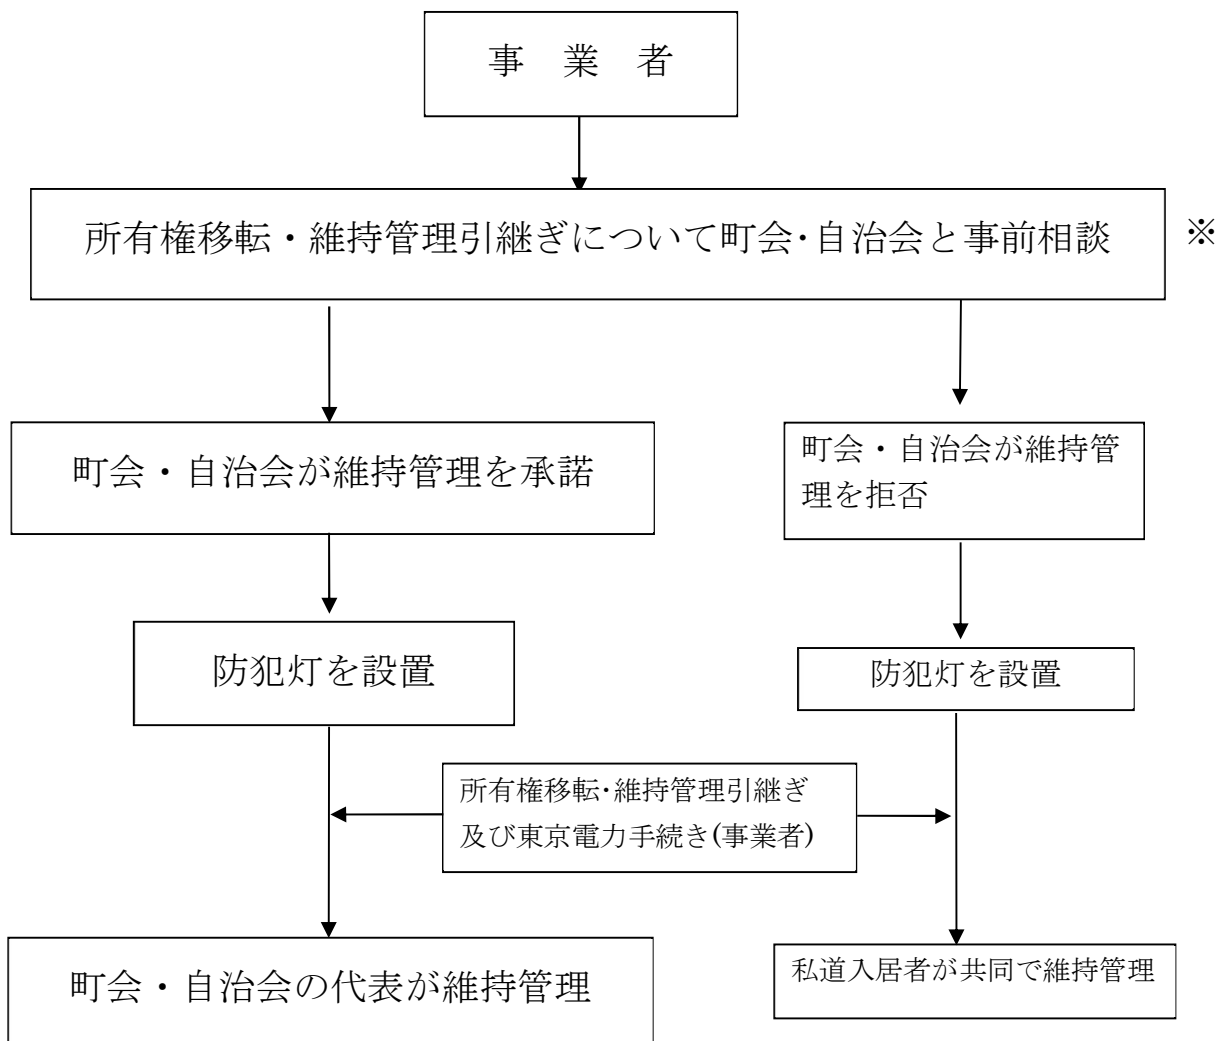 事　業　者
所有権移転・維持管理引継ぎについて町会･自治会と事前相談
※
町会・自治会が維持管理を承諾
町会・自治会が維持管
理を拒否
防犯灯を設置
防犯灯を設置
所有権移転･維持管理引継ぎ
及び東京電力手続き(事業者)
町会・自治会の代表が維持管理
私道入居者が共同で維持管理